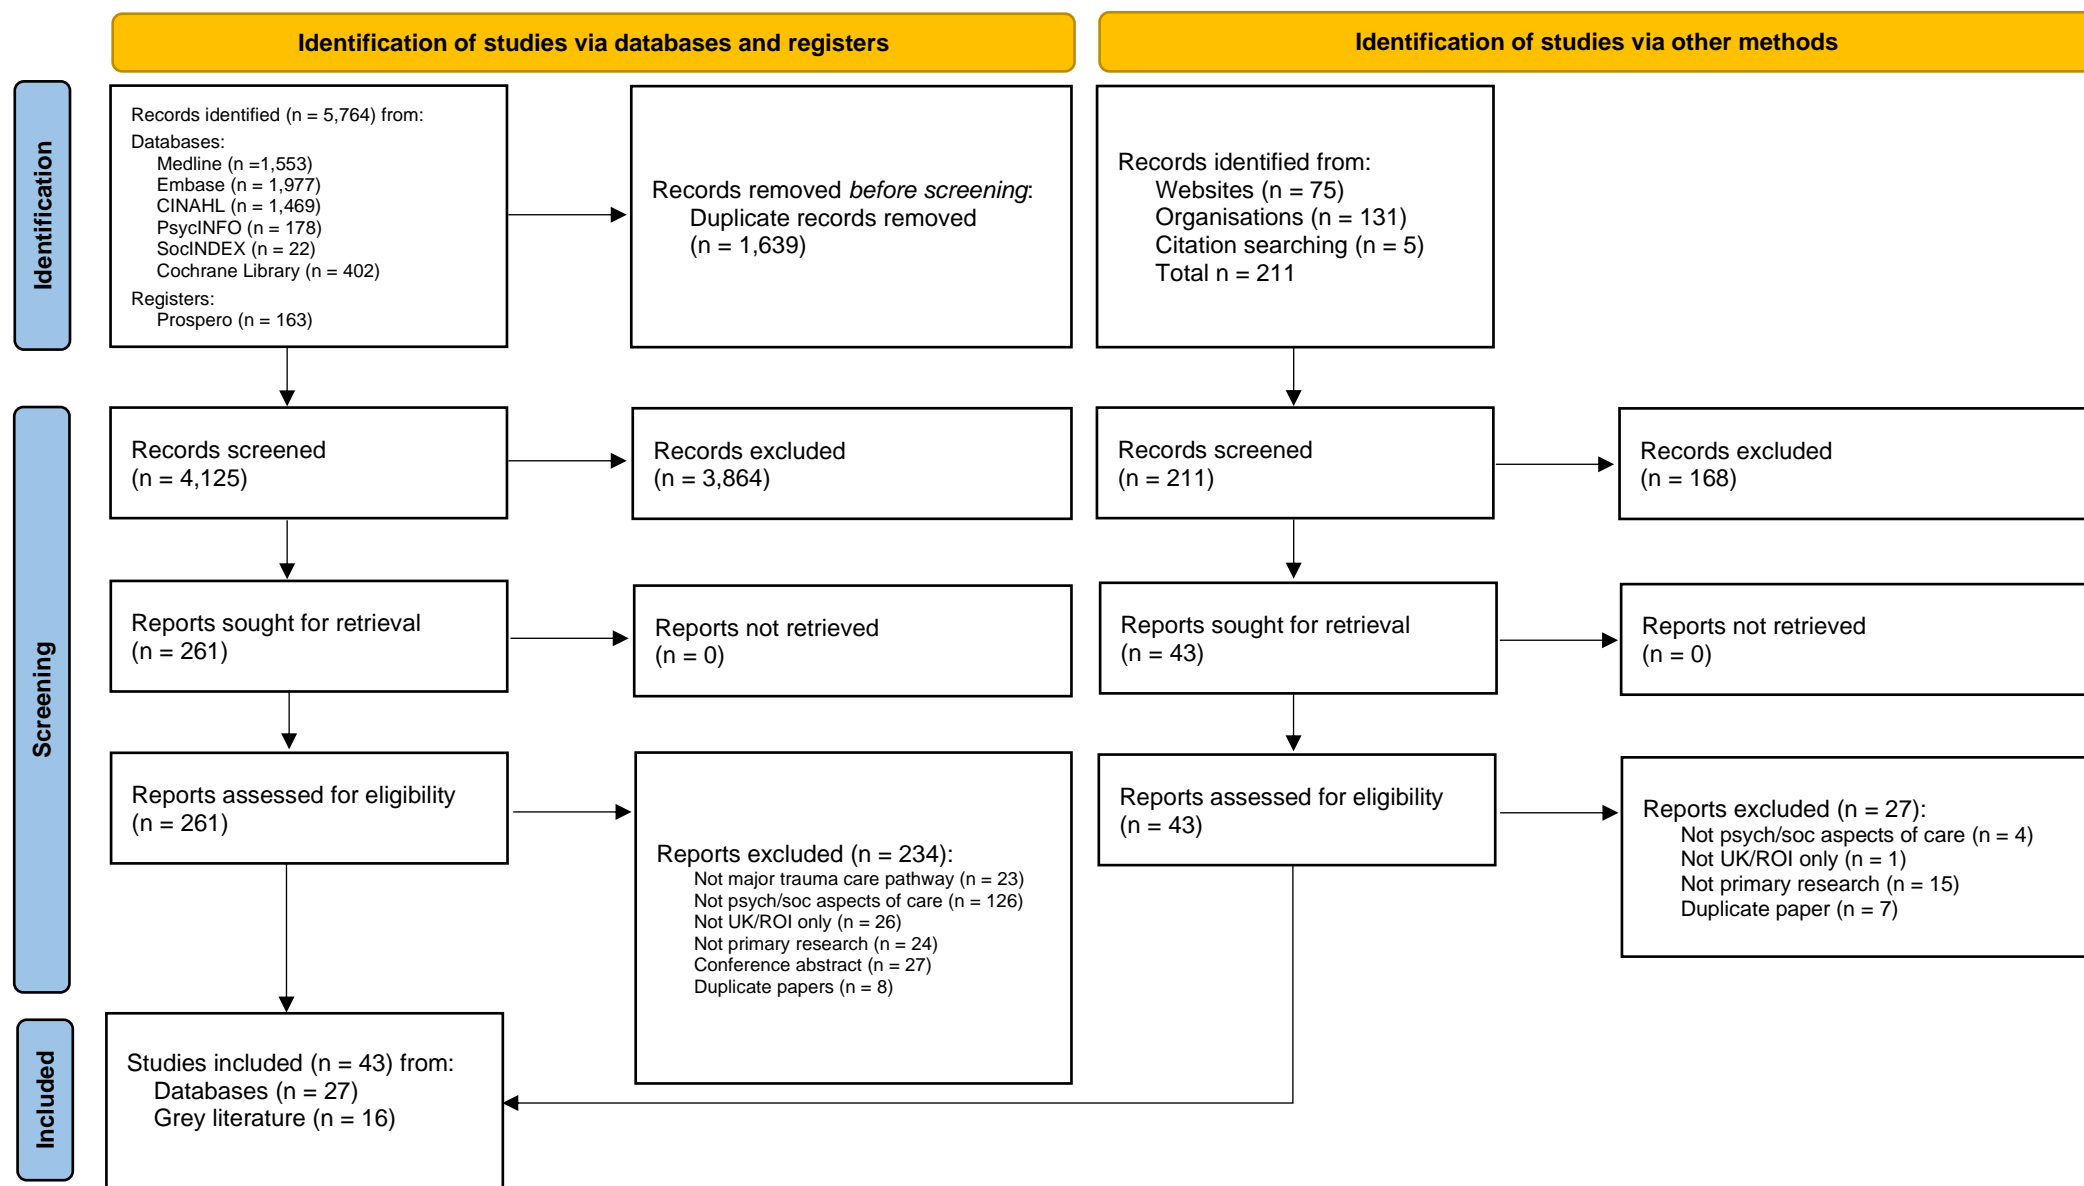 Identification of studies via databases and registers
Identification of studies via other methods
Identification
Records identified (n = 5,764) from:
Databases:
Medline (n =1,553)
Embase (n = 1,977)
CINAHL (n = 1,469)
PsycINFO (n = 178)
SocINDEX (n = 22)
Cochrane Library (n = 402)
Registers:
Prospero (n = 163)
Records removed before screening:
Duplicate records removed
(n = 1,639)
Records identified from:
Websites (n = 75)
Organisations (n = 131)
Citation searching (n = 5)
Total n = 211
Screening
Records screened
(n = 4,125)
Records excluded
(n = 3,864)
Records screened
(n = 211)
Records excluded
(n = 168)
Reports sought for retrieval
(n = 261)
Reports not retrieved
(n = 0)
Reports sought for retrieval
(n = 43)
Reports not retrieved
(n = 0)
Reports assessed for eligibility
(n = 261)
Reports excluded (n = 234):
Not major trauma care pathway (n = 23)
Not psych/soc aspects of care (n = 126)
Not UK/ROI only (n = 26)
Not primary research (n = 24)
Conference abstract (n = 27)
Duplicate papers (n = 8)
Reports assessed for eligibility
(n = 43)
Reports excluded (n = 27):
Not psych/soc aspects of care (n = 4)
Not UK/ROI only (n = 1)
Not primary research (n = 15)
Duplicate paper (n = 7)
Included
Studies included (n = 43) from:
Databases (n = 27)
Grey literature (n = 16)